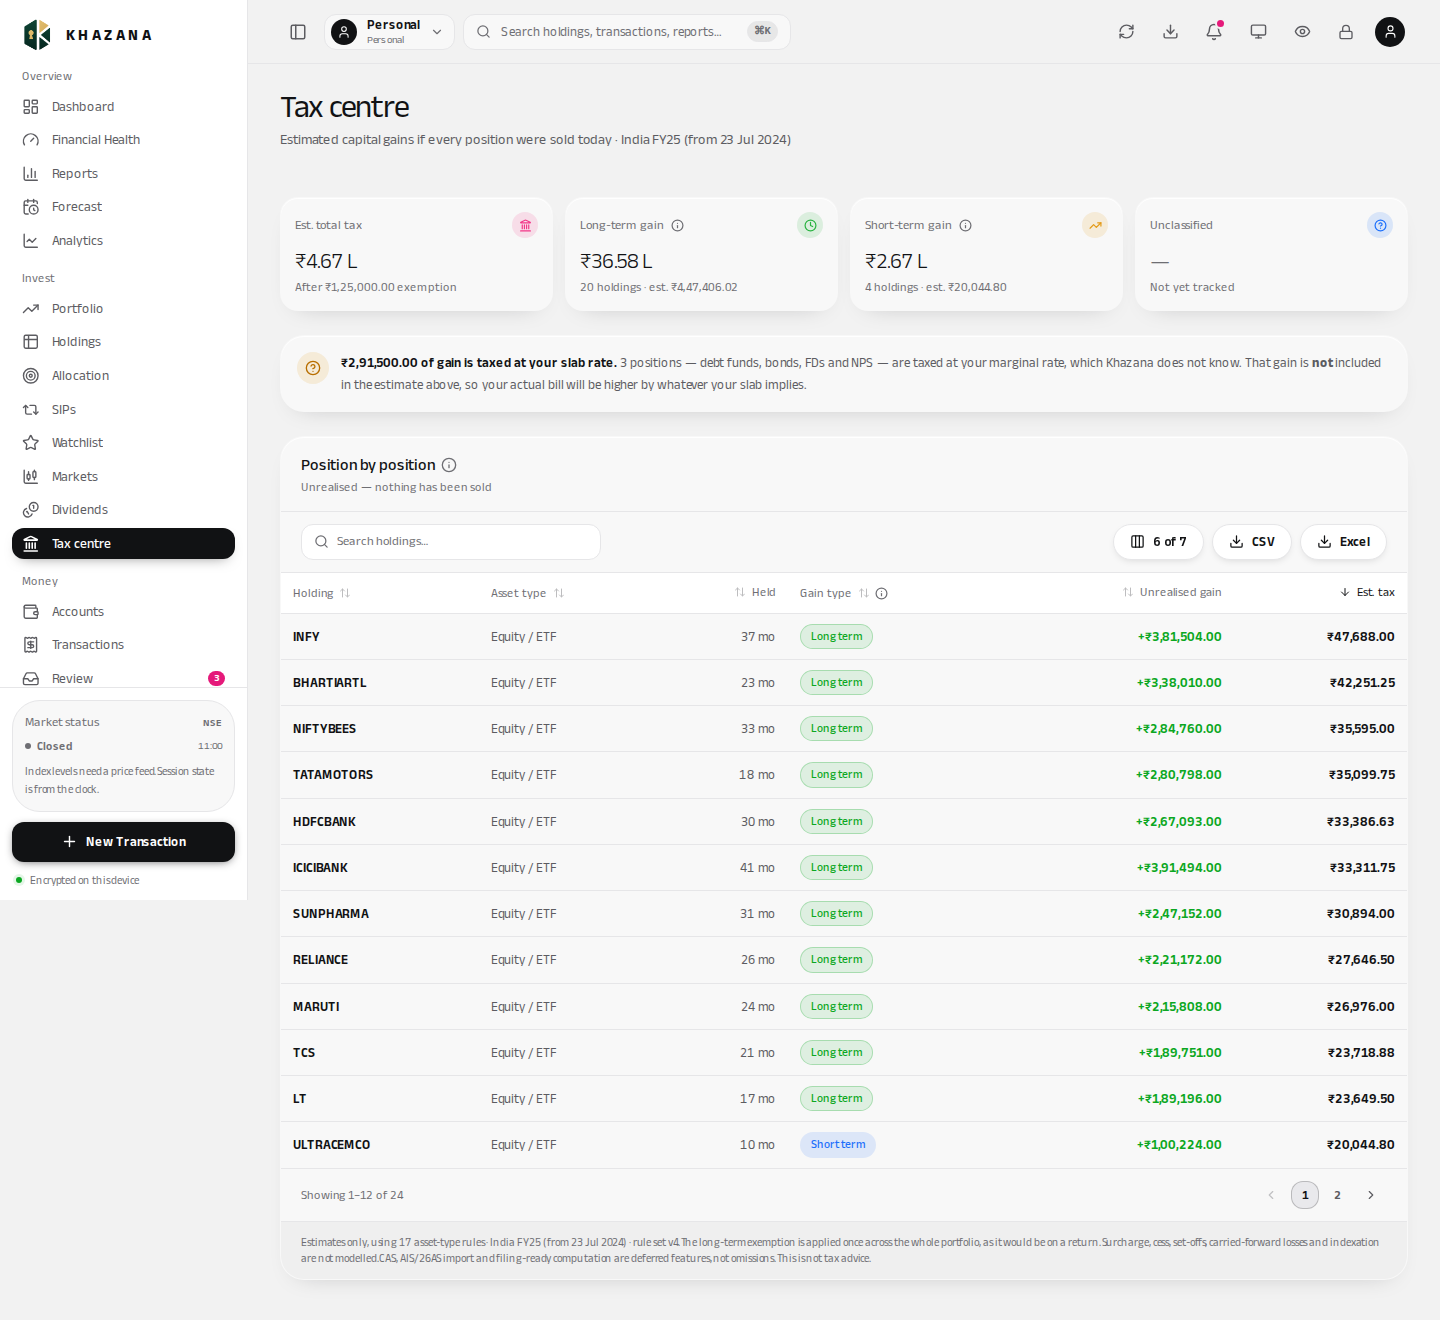 KHAZANA
Overview
Dashboard
Financial Health
Reports
Forecast
Analytics
Invest
Portfolio
Holdings
Allocation
SIPs
Watchlist
Markets
Dividends
Tax centre
Money
Accounts
Transactions
Review 3
Market status NSE
Closed 11:00
Index levels need a price feed. Session state
is from the clock.
New Transaction
Encrypted on this device
Personal
Personal
Search holdings, transactions, reports... ⌘K
Tax centre
Estimated capital gains if every position were sold today · India FY25 (from 23 Jul 2024)
Est. total tax
₹4.67 L
After ₹1,25,000.00 exemption
Long-term gain
₹36.58 L
20 holdings · est. ₹4,47,406.02
Short-term gain
₹2.67 L
4 holdings · est. ₹20,044.80
Unclassified
—
Not yet tracked
₹2,91,500.00 of gain is taxed at your slab rate. 3 positions — debt funds, bonds, FDs and NPS — are taxed at your marginal rate, which Khazana does not know. That gain is not included
in the estimate above, so your actual bill will be higher by whatever your slab implies.
Position by position
Unrealised — nothing has been sold
Search holdings... 6 of 7 CSV Excel
Holding Asset type Held Gain type Unrealised gain Est. tax
INFY Equity / ETF 37 mo Long term +₹3,81,504.00 ₹47,688.00
BHARTIARTL Equity / ETF 23 mo Long term +₹3,38,010.00 ₹42,251.25
NIFTYBEES Equity / ETF 33 mo Long term +₹2,84,760.00 ₹35,595.00
TATAMOTORS Equity / ETF 18 mo Long term +₹2,80,798.00 ₹35,099.75
HDFCBANK Equity / ETF 30 mo Long term +₹2,67,093.00 ₹33,386.63
ICICIBANK Equity / ETF 41 mo Long term +₹3,91,494.00 ₹33,311.75
SUNPHARMA Equity / ETF 31 mo Long term +₹2,47,152.00 ₹30,894.00
RELIANCE Equity / ETF 26 mo Long term +₹2,21,172.00 ₹27,646.50
MARUTI Equity / ETF 24 mo Long term +₹2,15,808.00 ₹26,976.00
TCS Equity / ETF 21 mo Long term +₹1,89,751.00 ₹23,718.88
LT Equity / ETF 17 mo Long term +₹1,89,196.00 ₹23,649.50
ULTRACEMCO Equity / ETF 10 mo Short term +₹1,00,224.00 ₹20,044.80
Showing 1–12 of 24 1 2
Estimates only, using 17 asset-type rules · India FY25 (from 23 Jul 2024) · rule set v4. The long-term exemption is applied once across the whole portfolio, as it would be on a return. Surcharge, cess, set-offs, carried-forward losses and indexation
are not modelled. CAS, AIS/26AS import and filing-ready computation are deferred features, not omissions. This is not tax advice.